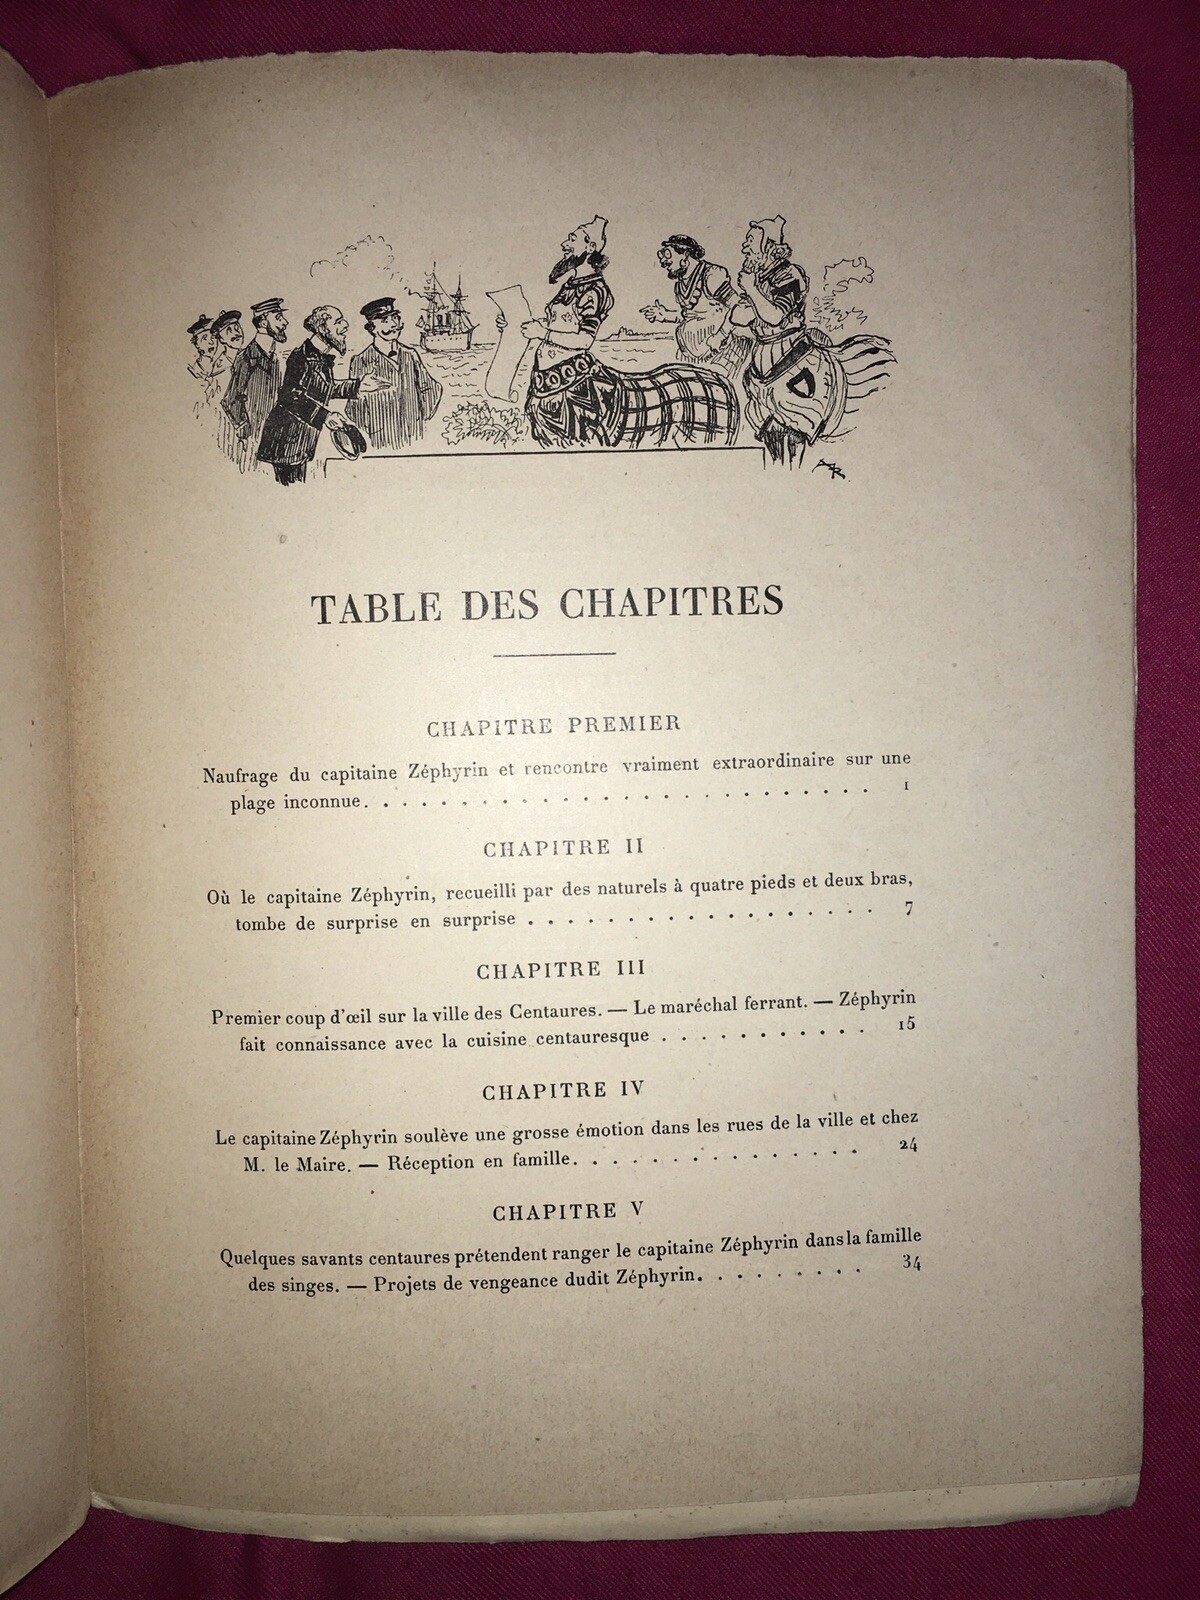 AR
TABLE DES CHAPITRES
CHAPITRE PREMIER
Naufrage du capitaine Zéphyrin et rencontre vraiment extraordinaire sur une
plage inconnue. . . . . . . . . . . . . . . . . . . . . . . . . . . 1
CHAPITRE II
Où le capitaine Zéphyrin, recueilli par des naturels à quatre pieds et deux bras,
tombe de surprise en surprise . . . . . . . . . . . . . . . . . . 7
CHAPITRE III
Premier coup d'œil sur la ville des Centaures. — Le maréchal ferrant. — Zéphyrin
fait connaissance avec la cuisine centauresque . . . . . . . . . . . 15
CHAPITRE IV
Le capitaine Zéphyrin soulève une grosse émotion dans les rues de la ville et chez
M. le Maire. — Réception en famille. . . . . . . . . . . . . . . 24
CHAPITRE V
Quelques savants centaures prétendent ranger le capitaine Zéphyrin dans la famille
des singes. — Projets de vengeance dudit Zéphyrin. . . . . . . . . 34